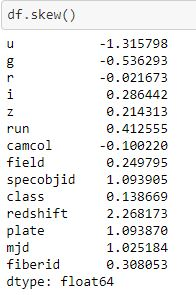 df.skew()
u -1.315798
g -0.536293
r -0.021673
i 0.286442
z 0.214313
run 0.412555
camcol -0.100220
field 0.249795
specobjid 1.093905
class 0.138669
redshift 2.268173
plate 1.093870
mjd 1.025184
fiberid 0.308053
dtype: float64